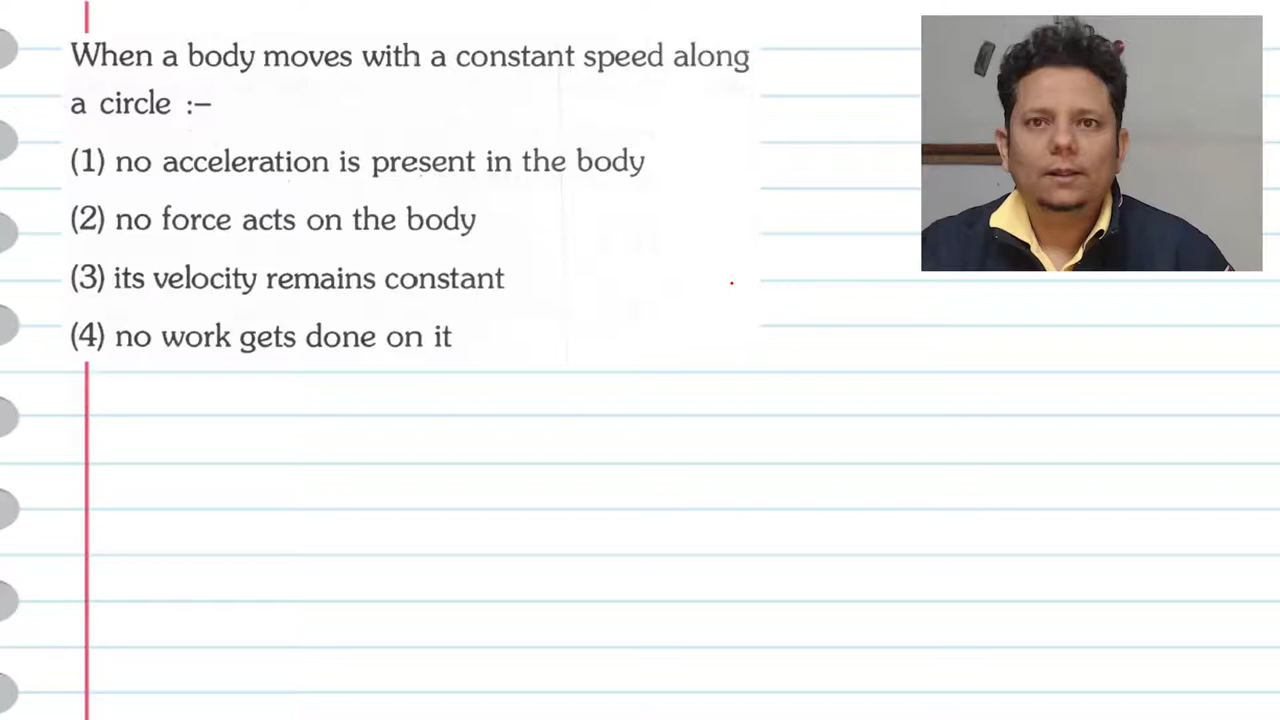 When a body moves with a constant speed along
a circle :–
(1) no acceleration is present in the body
(2) no force acts on the body
(3) its velocity remains constant
(4) no work gets done on it